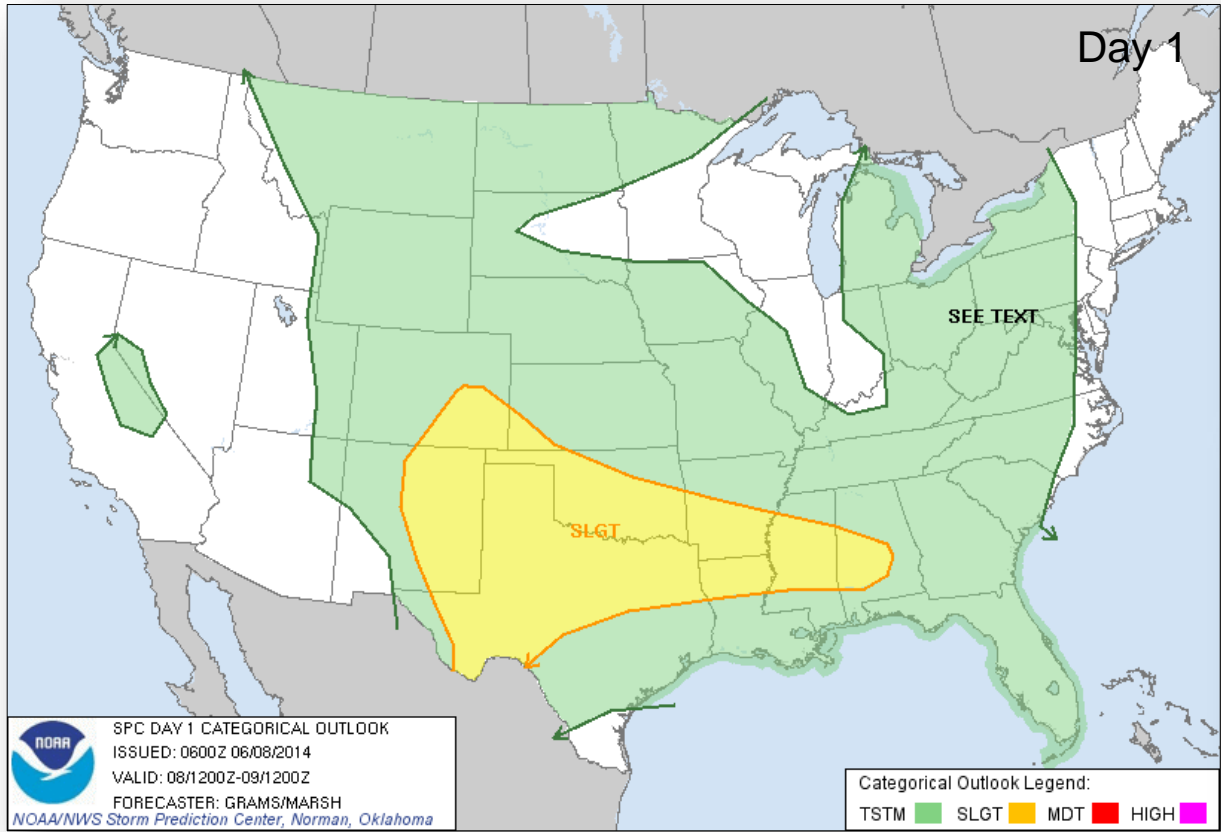 Day 1
SEE TEXT
SLGT
NOAA
SPC DAY 1 CATEGORICAL OUTLOOK
ISSUED: 0600Z 06/08/2014
VALID: 08/1200Z-09/1200Z
FORECASTER: GRAMS/MARSH
NOAA/NWS Storm Prediction Center, Norman, Oklahoma
Categorical Outlook Legend:
TSTM SLGT MDT HIGH